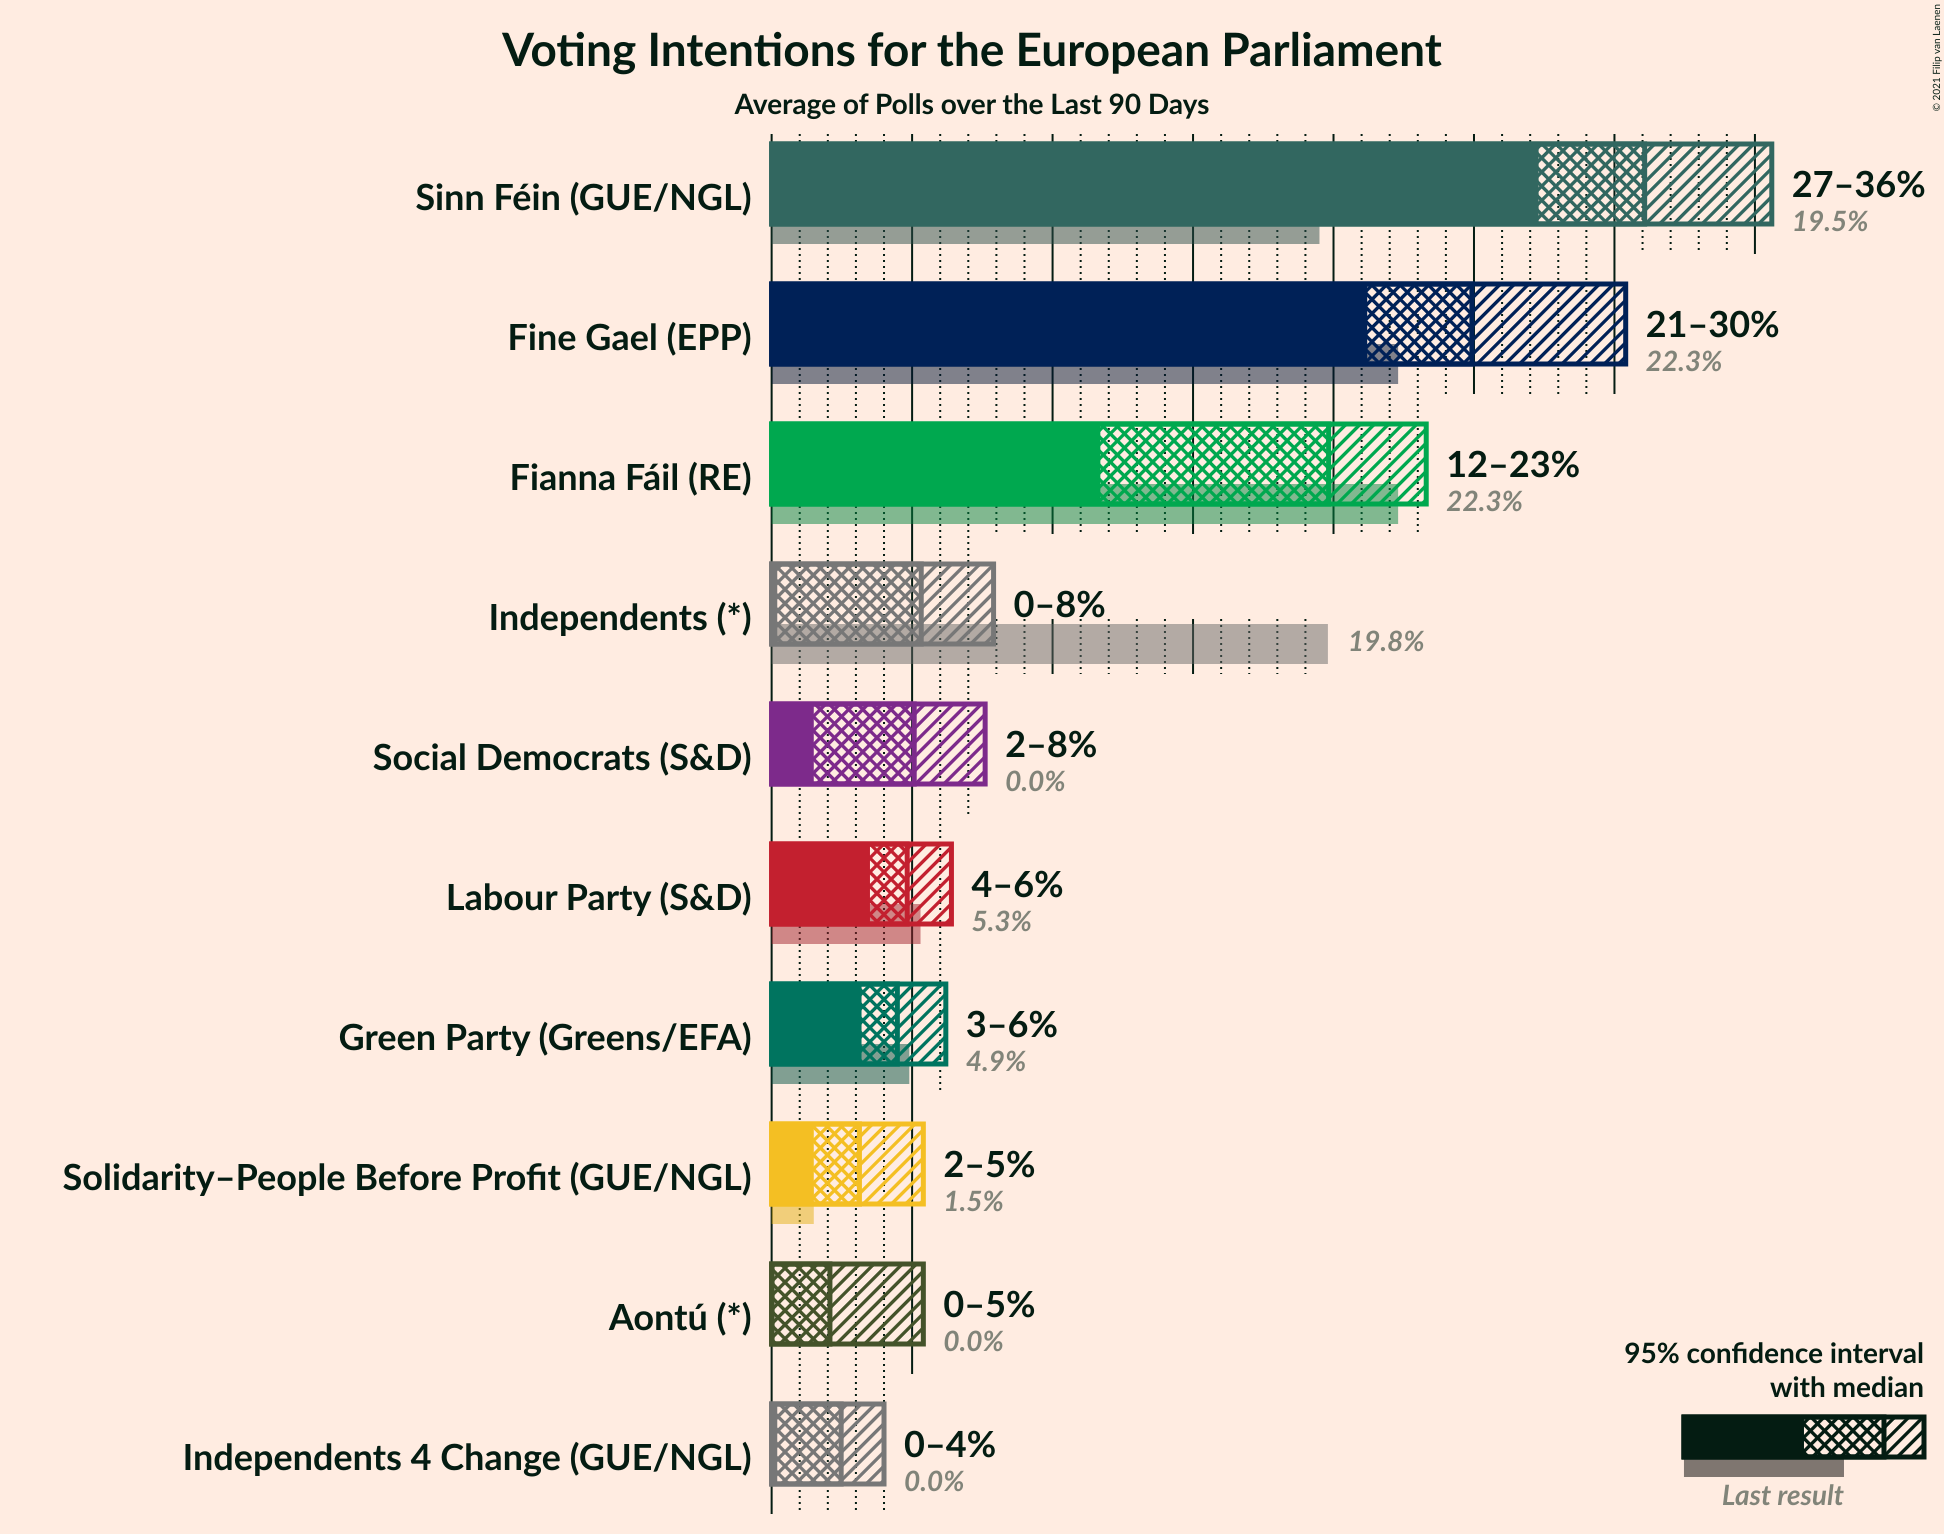 Voting Intentions for the European Parliament
Average of Polls over the Last 90 Days
© 2021 Filip van Laenen
Sinn Féin (GUE/NGL)
27–36%
19.5%
Fine Gael (EPP)
21–30%
22.3%
Fianna Fáil (RE)
12–23%
22.3%
Independents (*)
0–8%
19.8%
Social Democrats (S&D)
2–8%
0.0%
Labour Party (S&D)
4–6%
5.3%
Green Party (Greens/EFA)
3–6%
4.9%
Solidarity–People Before Profit (GUE/NGL)
2–5%
1.5%
Aontú (*)
0–5%
0.0%
Independents 4 Change (GUE/NGL)
0–4%
0.0%
95% confidence interval
with median
Last result